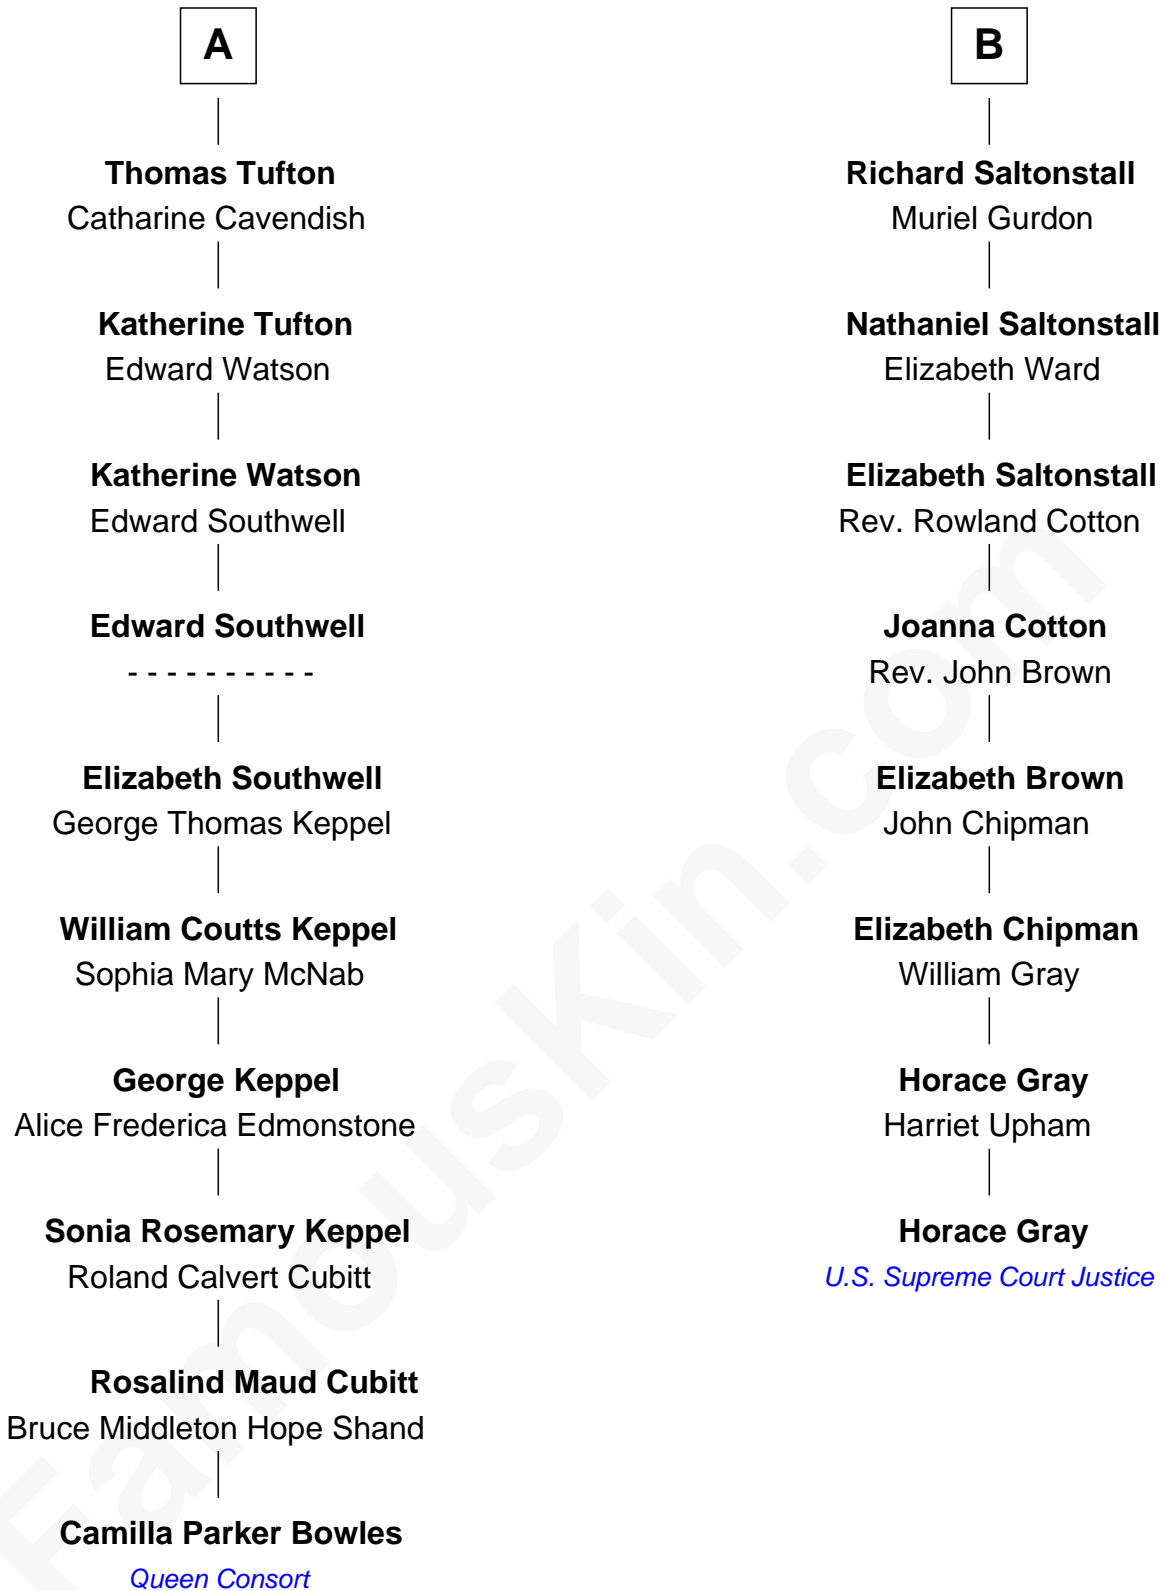 A
Thomas Tufton
Catharine Cavendish
Katherine Tufton
Edward Watson
Katherine Watson
Edward Southwell
Edward Southwell
- - - - - - - - - -
Elizabeth Southwell
George Thomas Keppel
William Coutts Keppel
Sophia Mary McNab
George Keppel
Alice Frederica Edmonstone
Sonia Rosemary Keppel
Roland Calvert Cubitt
Rosalind Maud Cubitt
Bruce Middleton Hope Shand
Camilla Parker Bowles
Queen Consort
B
Richard Saltonstall
Muriel Gurdon
Nathaniel Saltonstall
Elizabeth Ward
Elizabeth Saltonstall
Rev. Rowland Cotton
Joanna Cotton
Rev. John Brown
Elizabeth Brown
John Chipman
Elizabeth Chipman
William Gray
Horace Gray
Harriet Upham
Horace Gray
U.S. Supreme Court Justice
FamousKin.com